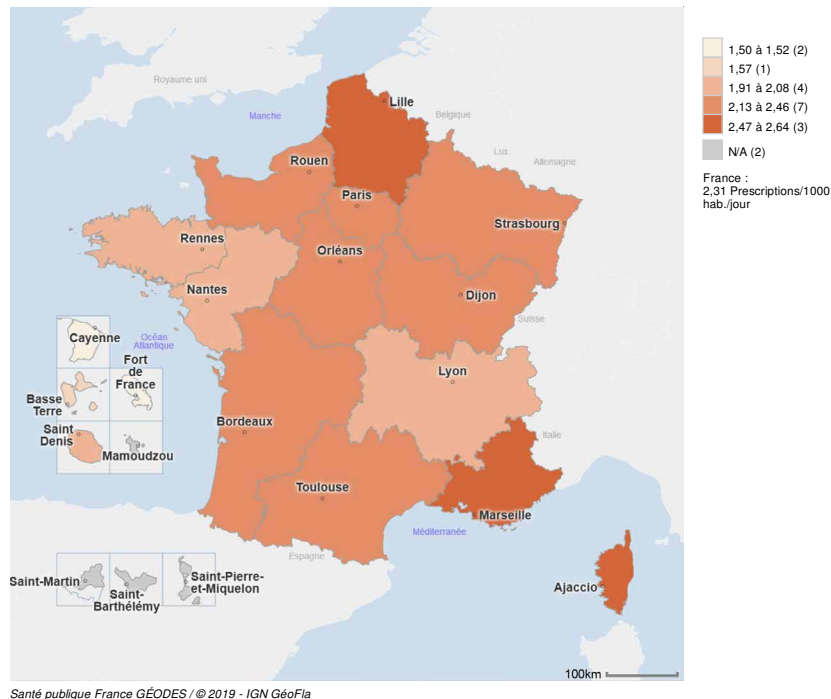 Royaume uni
Manche
Lille
Belgique
Rouen
Lux.
Allemagne
Paris
Strasbourg
Rennes
Orléans
Nantes
Dijon
Suisse
Océan
Atlantique
Cayenne
Fort
de
France
Basse
Terre
Lyon
Saint
Denis
Mamoudzou
Bordeaux
Italie
Toulouse
Marseille
Méditerranée
Espagne
Saint-Martin
Saint-
Barthélémy
Saint-Pierre-
et-Miquelon
Ajaccio
100km
1,50 à 1,52 (2)
1,57 (1)
1,91 à 2,08 (4)
2,13 à 2,46 (7)
2,47 à 2,64 (3)
N/A (2)
France :
2,31 Prescriptions/1000
hab./jour
Santé publique France GÉODES / © 2019 - IGN GéoFla